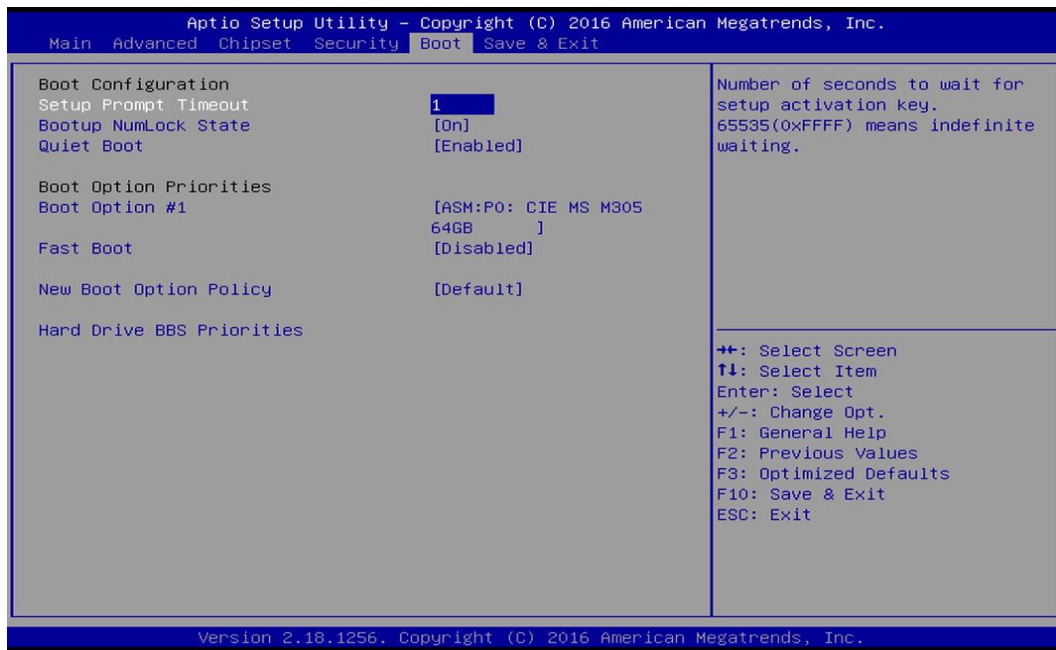 Aptio Setup Utility – Copyright (C) 2016 American Megatrends, Inc.
Main Advanced Chipset Security Boot Save & Exit
Boot Configuration
Setup Prompt Timeout 1
Bootup NumLock State [On]
Quiet Boot [Enabled]
Boot Option Priorities
Boot Option #1 [ASM:P0: CIE MS M305
64GB ]
Fast Boot [Disabled]
New Boot Option Policy [Default]
Hard Drive BBS Priorities
Number of seconds to wait for
setup activation key.
65535(0xFFFF) means indefinite
waiting.
→←: Select Screen
↑↓: Select Item
Enter: Select
+/-: Change Opt.
F1: General Help
F2: Previous Values
F3: Optimized Defaults
F10: Save & Exit
ESC: Exit
Version 2.18.1256. Copyright (C) 2016 American Megatrends, Inc.